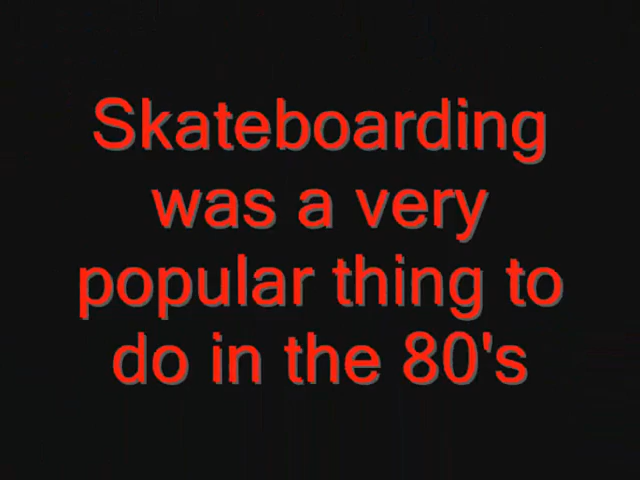 Skateboarding
was a very
popular thing to
do in the 80's